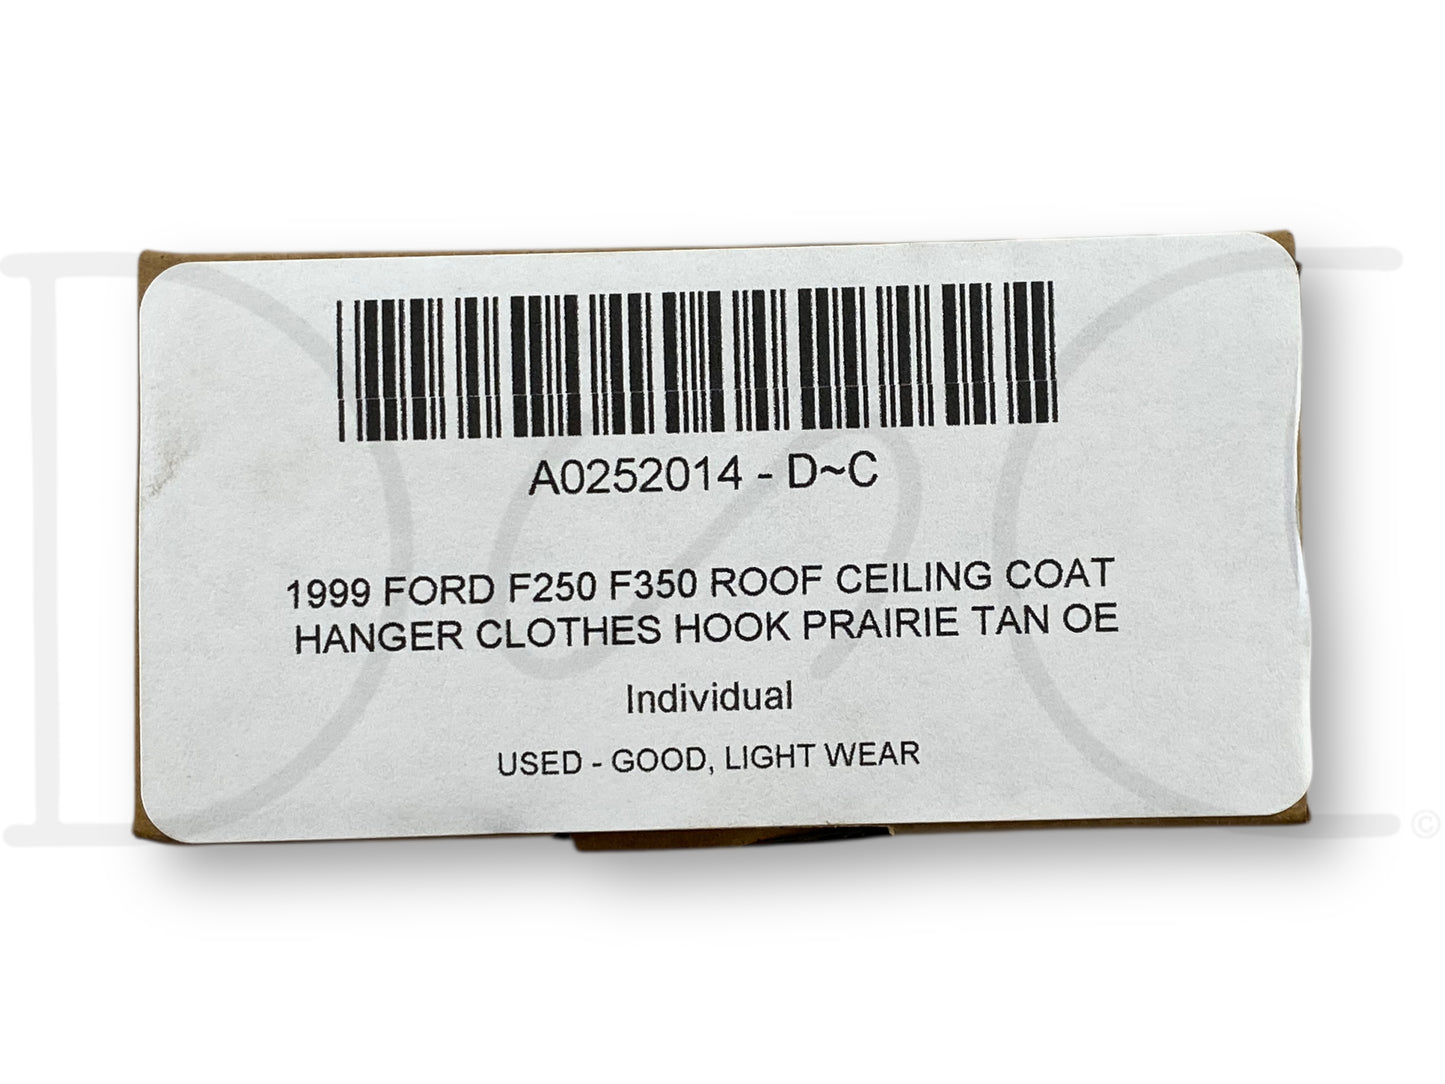 A0252014 - D~C
1999 FORD F250 F350 ROOF CEILING COAT
HANGER CLOTHES HOOK PRAIRIE TAN OE
Individual
USED - GOOD, LIGHT WEAR
©